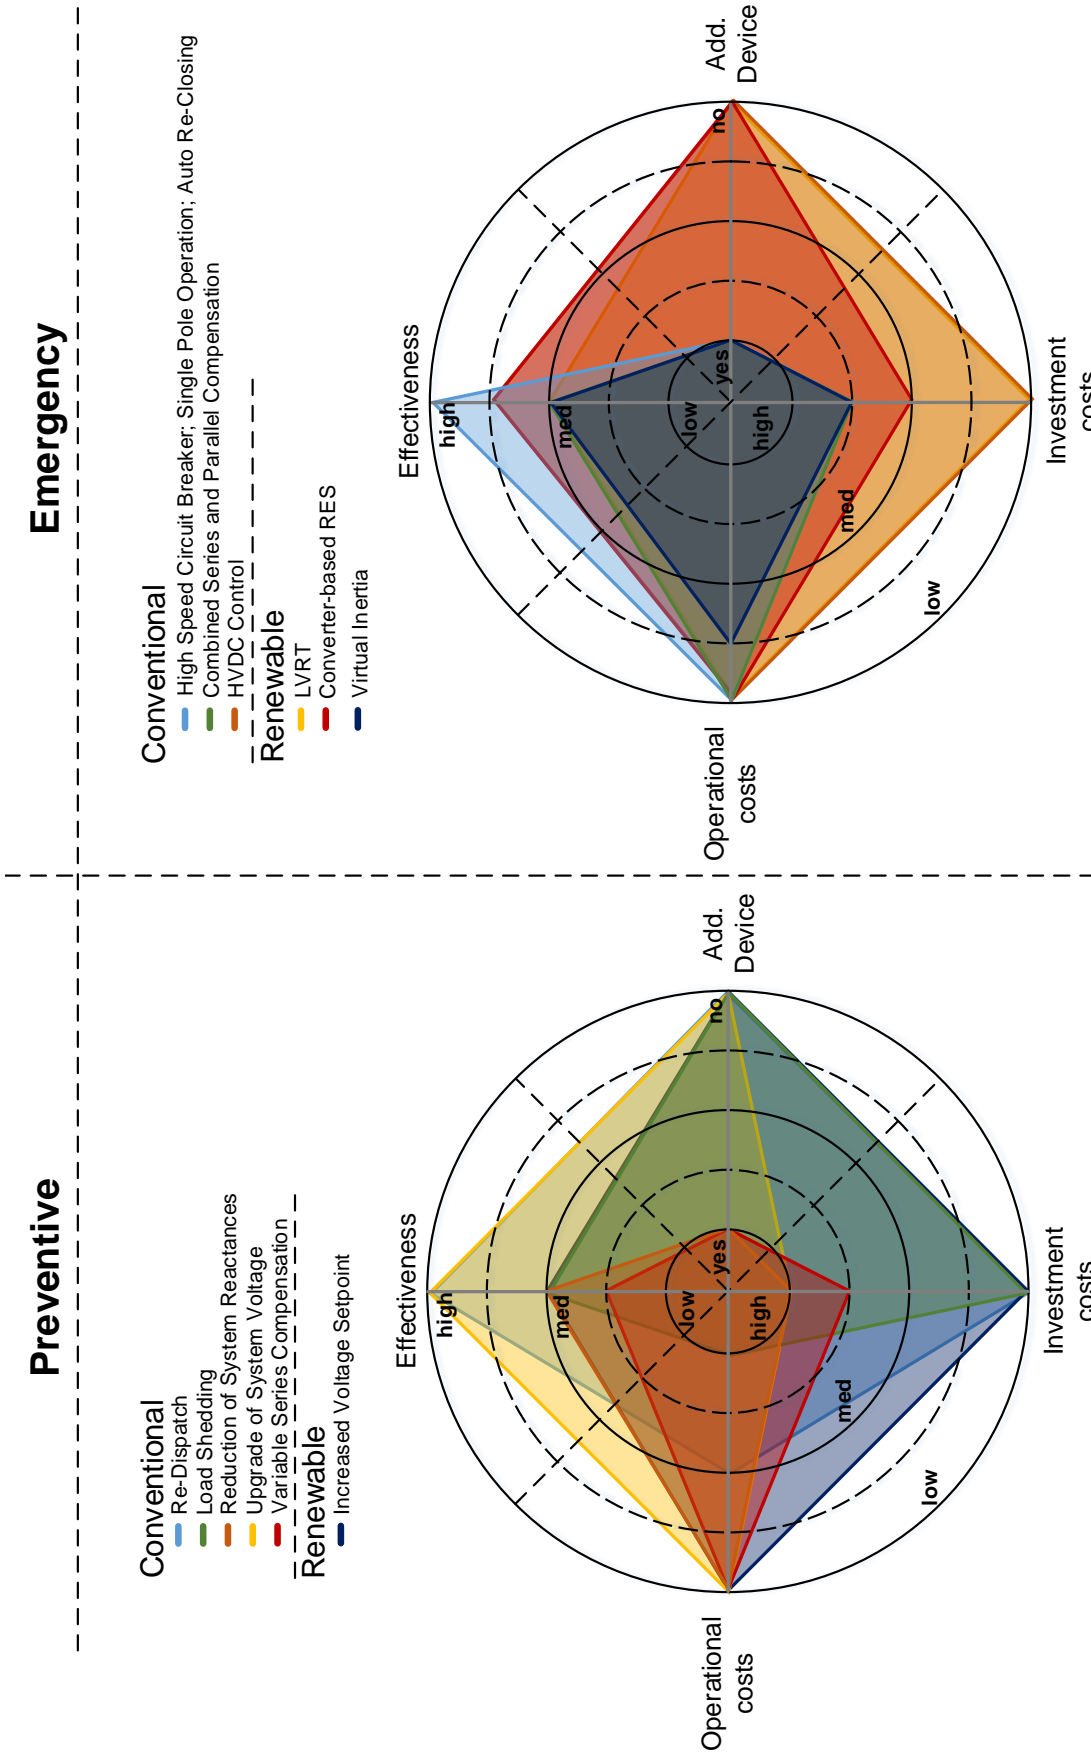 Preventive
Conventional
Re-Dispatch
Load Shedding
Reduction of System Reactances
Upgrade of System Voltage
Variable Series Compensation
Renewable
Increased Voltage Setpoint
Effectiveness
high
med
low
yes
no
Add.
Device
high
med
low
Operational
costs
Investment
costs
Emergency
Conventional
High Speed Circuit Breaker; Single Pole Operation; Auto Re-Closing
Combined Series and Parallel Compensation
HVDC Control
Renewable
LVRT
Converter-based RES
Virtual Inertia
Effectiveness
high
med
low
yes
no
Add.
Device
high
med
low
Operational
costs
Investment
costs